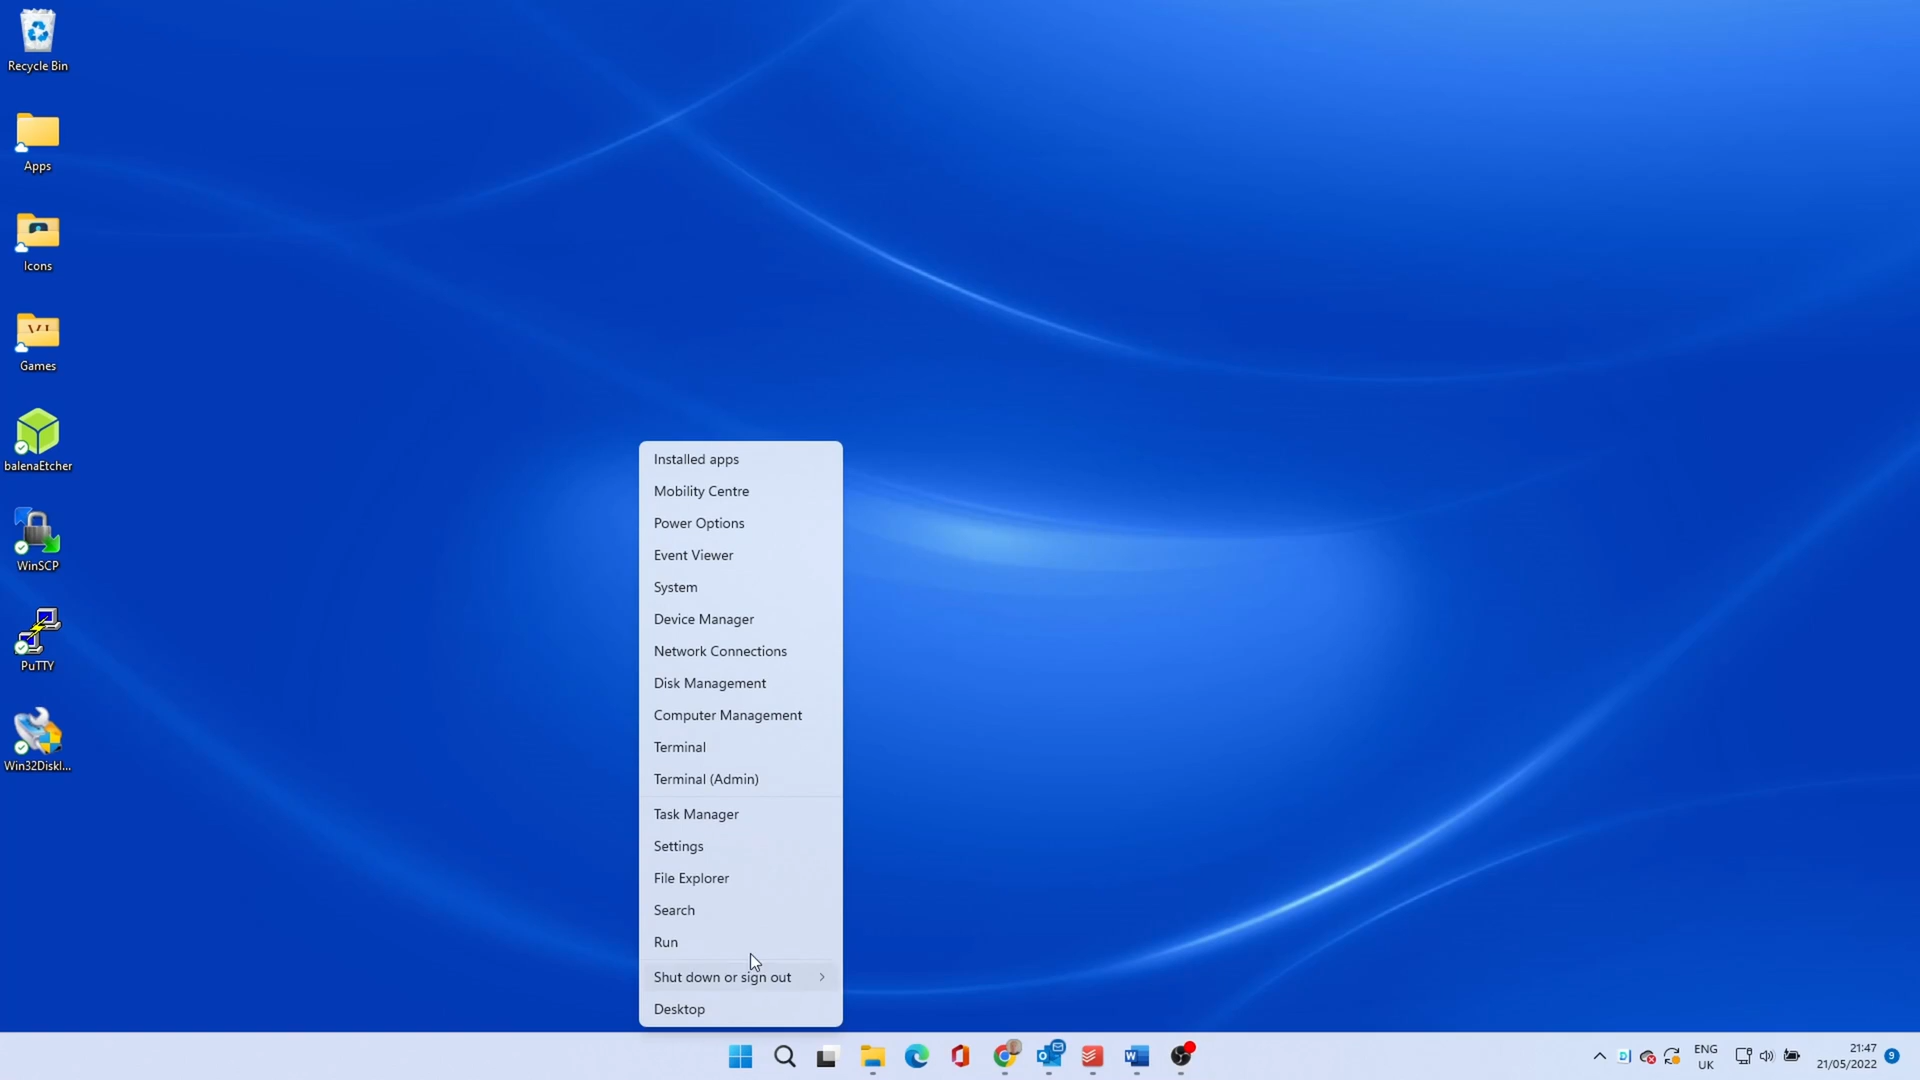 Recycle Bin
Apps
Icons
Games
balenaEtcher
WinSCP
PuTTY
Win32DiskI...
Installed apps
Mobility Centre
Power Options
Event Viewer
System
Device Manager
Network Connections
Disk Management
Computer Management
Terminal
Terminal (Admin)
Task Manager
Settings
File Explorer
Search
Run
Shut down or sign out
Desktop
ENG
UK
21:47
21/05/2022
9